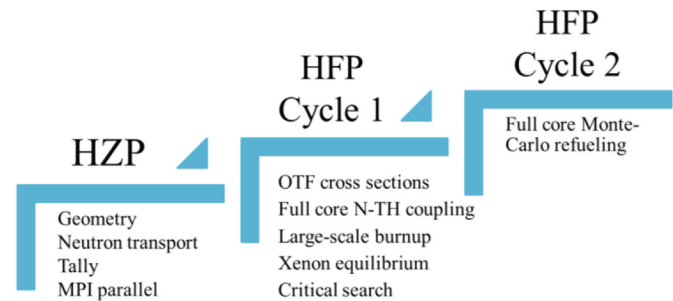 HZP
Geometry
Neutron transport
Tally
MPI parallel
HFP
Cycle 1
OTF cross sections
Full core N-TH coupling
Large-scale burnup
Xenon equilibrium
Critical search
HFP
Cycle 2
Full core Monte-
Carlo refueling